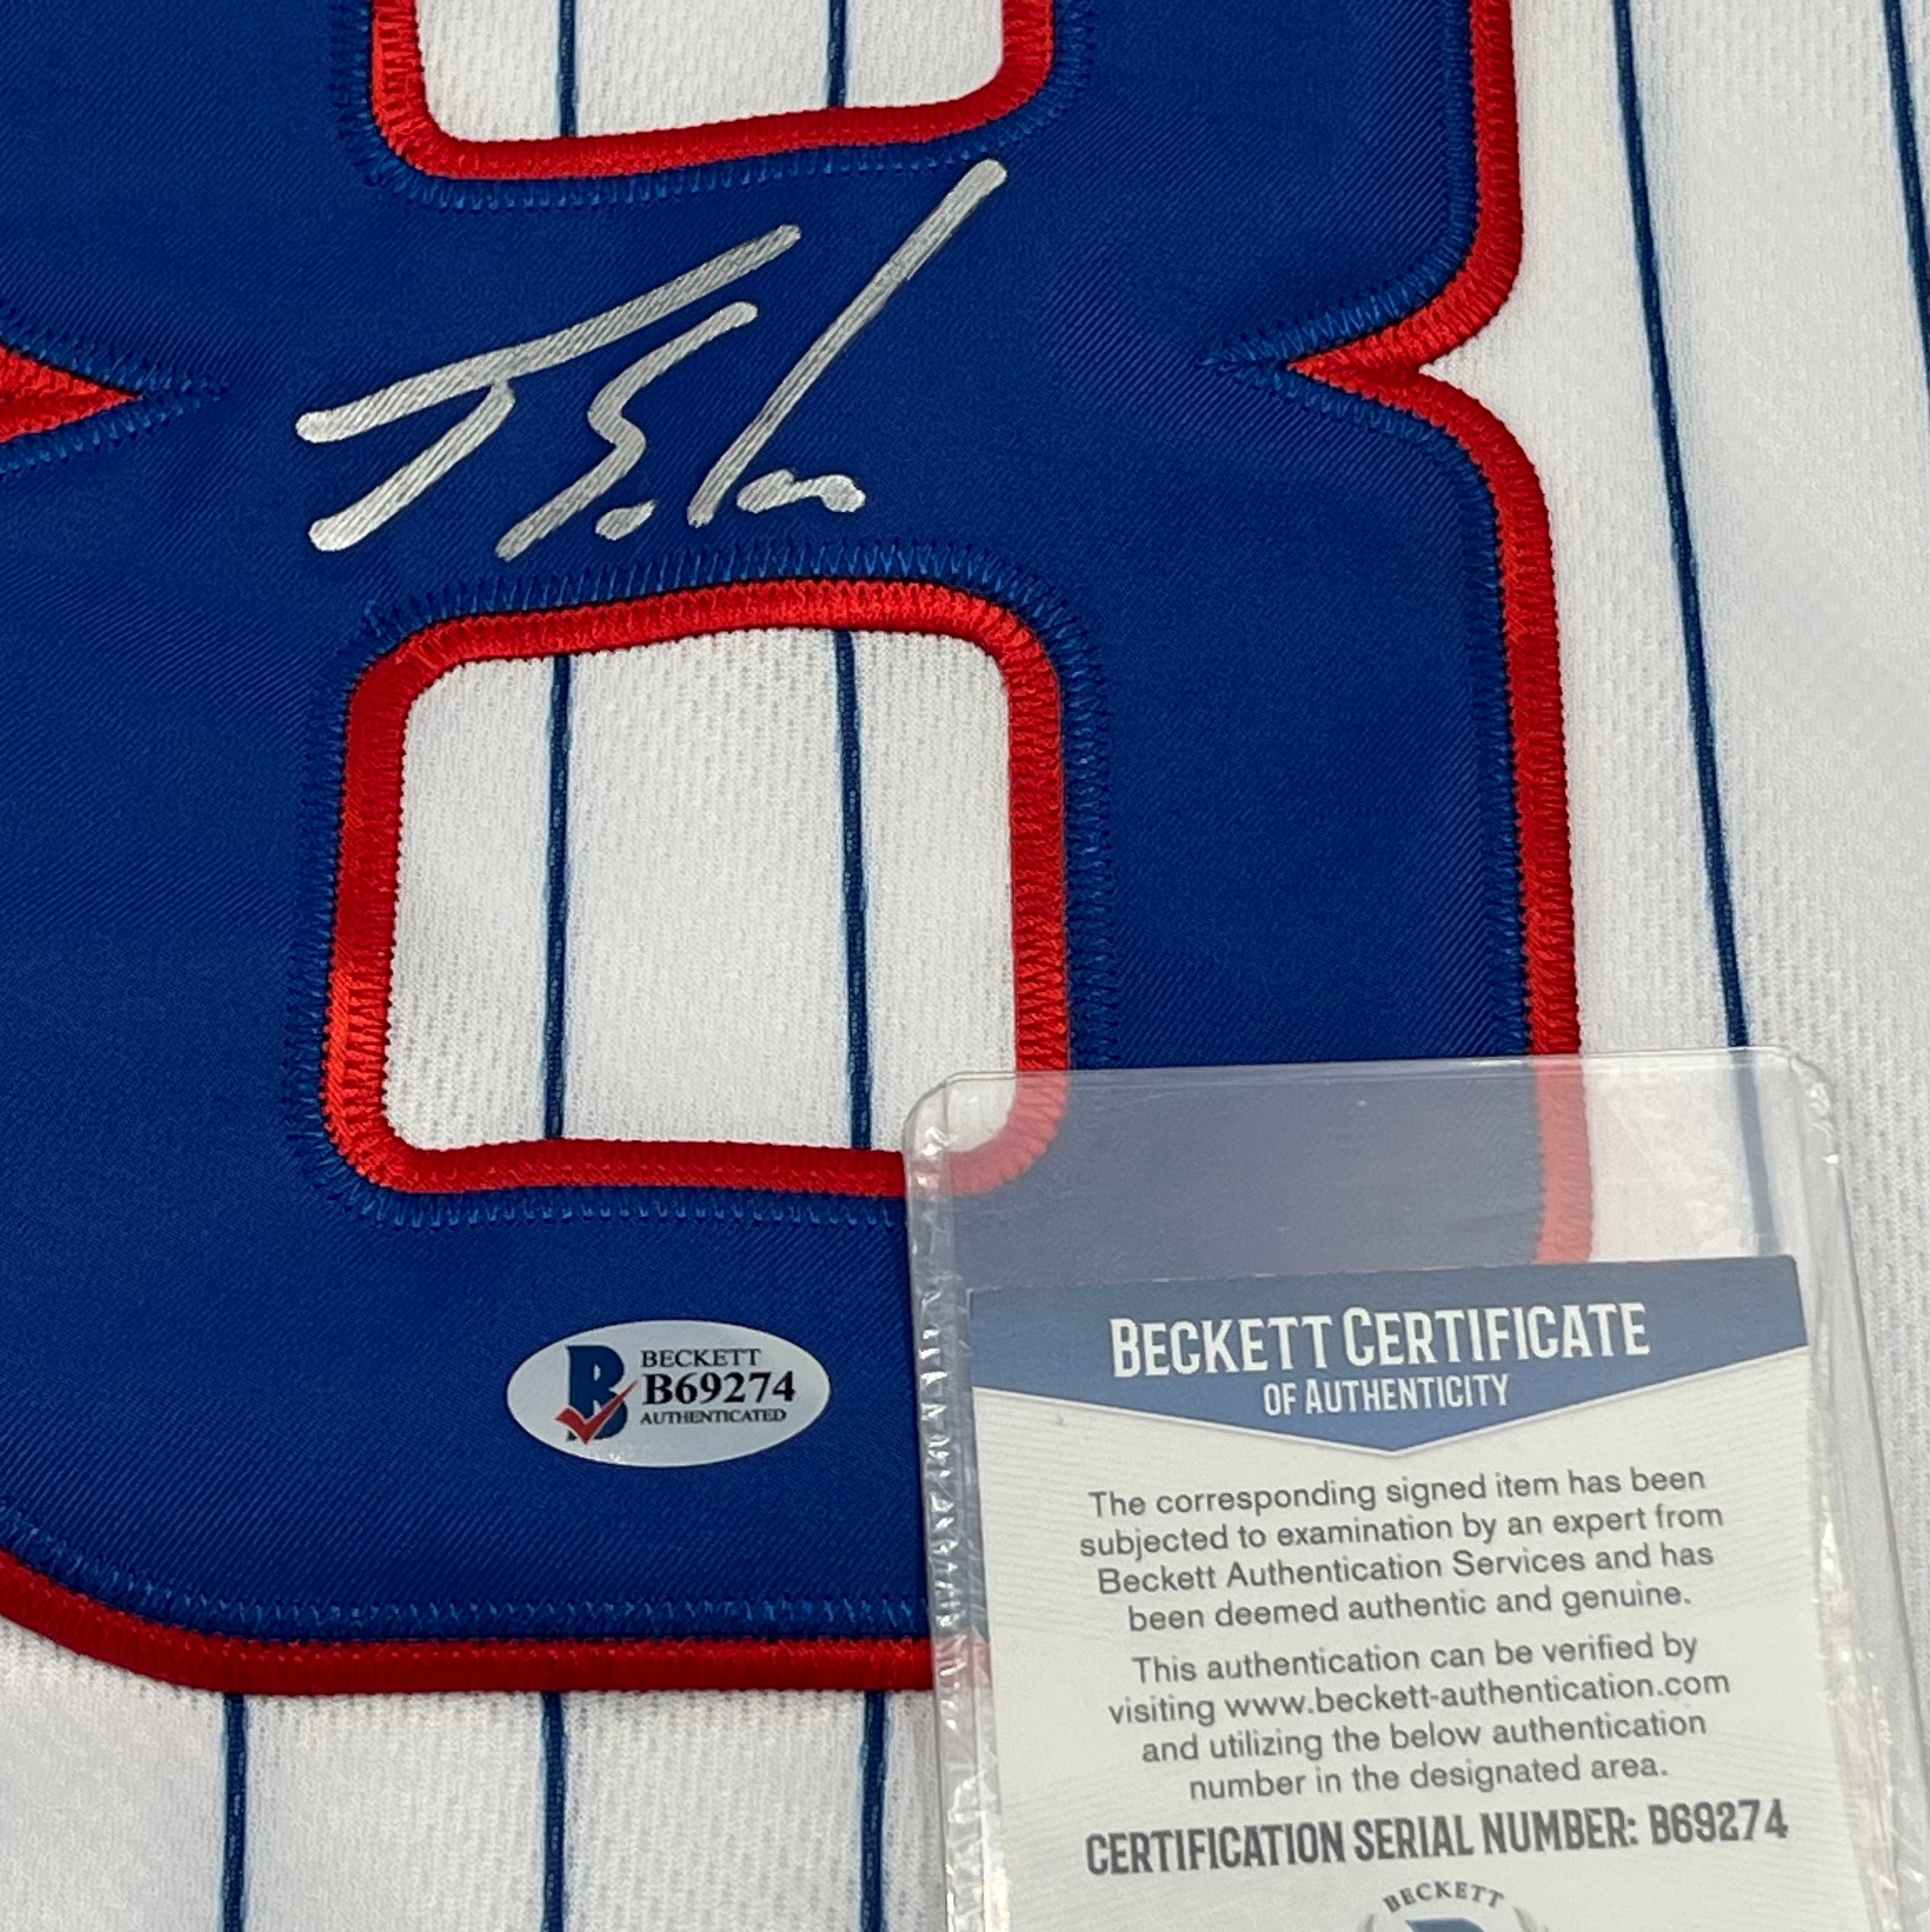 8
BECKETT
B69274
AUTHENTICATED
BECKETT CERTIFICATE
OF AUTHENTICITY
The corresponding signed item has been
subjected to examination by an expert from
Beckett Authentication Services and has
been deemed authentic and genuine.
This authentication can be verified by
visiting www.beckett-authentication.com
and utilizing the below authentication
number in the designated area.
CERTIFICATION SERIAL NUMBER: B69274
BECKETT